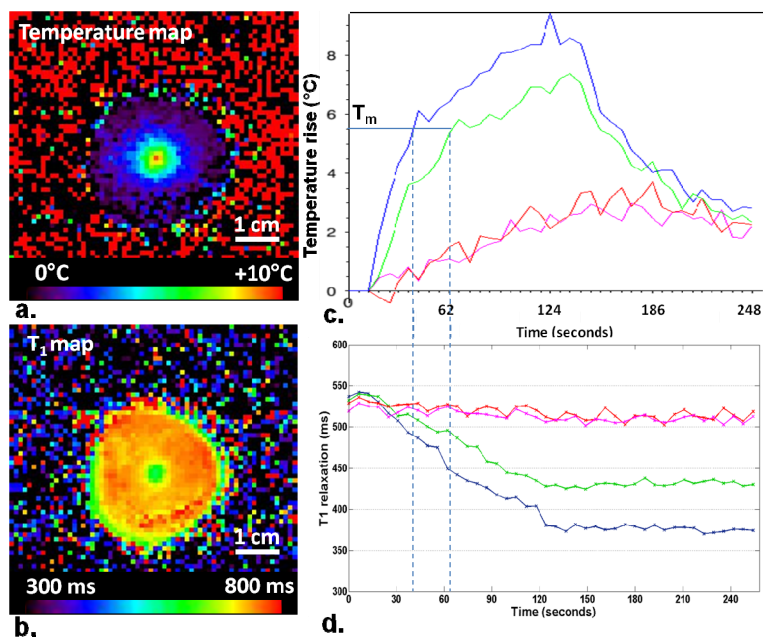 Temperature map
1 cm
0°C +10°C
a.
T1 map
1 cm
300 ms 800 ms
b.
Temperature rise (°C)
8
6
4
2
0
Tm
0 62 124 186 248
Time (seconds)
c.
T1 relaxation (ms)
600
550
500
450
400
350
300
0 30 60 90 120 150 180 210 240
Time (seconds)
d.